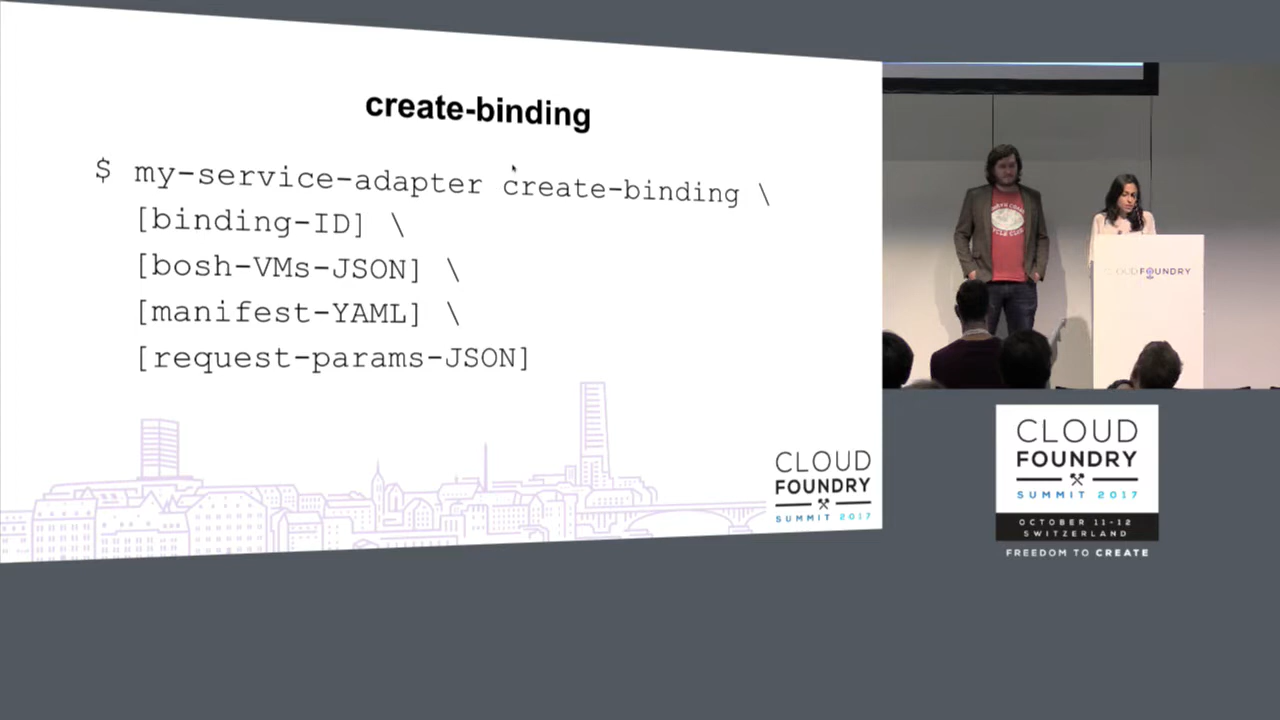 create-binding
$ my-service-adapter create-binding \
[binding-ID] \
[bosh-VMs-JSON] \
[manifest-YAML] \
[request-params-JSON]
CLOUD
FOUNDRY
SUMMIT 2017
CLOUD FOUNDRY
CLOUD
FOUNDRY
SUMMIT 2017
OCTOBER 11-12
SWITZERLAND
FREEDOM TO CREATE